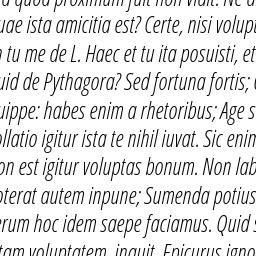 quod proximum fuit non vidit. Ne
uae ista amicitia est? Certe, nisi volup
tu me de L. Haec et tu ita posuisti, et
uid de Pythagora? Sed fortuna fortis;
uippe: habes enim a rhetoribus; Age s
ollatio igitur ista te nihil iuvat. Sic enim
on est igitur voluptas bonum. Non lab
oterat autem inpune; Sumenda potius
erum hoc idem saepe faciamus. Quid s
tam voluptatem, inquit, Epicurus igno